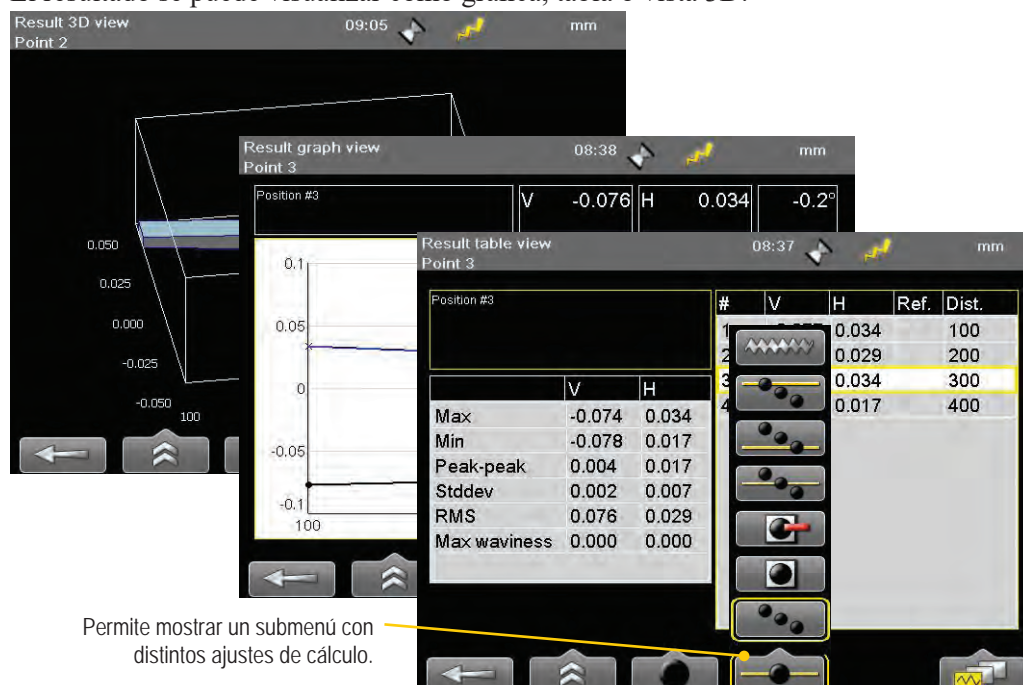 El resultado se puede visualizar como gráfica, tabla o vista 3D.
Result 3D view
Point 2
09:05
mm
0.050
0.025
0.000
-0.025
-0.050
100
Result graph view
Point 3
08:38
mm
Position #3
V -0.076 H 0.034 -0.2°
0.1
0.05
0
-0.05
-0.1
100
Result table view
Point 3
08:37
mm
Position #3
V H
Max -0.074 0.034
Min -0.078 0.017
Peak-peak 0.004 0.017
Stddev 0.002 0.007
RMS 0.076 0.029
Max waviness 0.000 0.000
# V H Ref. Dist.
1 0.034 100
2 0.029 200
3 0.034 300
4 0.017 400
Permite mostrar un submenú con
distintos ajustes de cálculo.